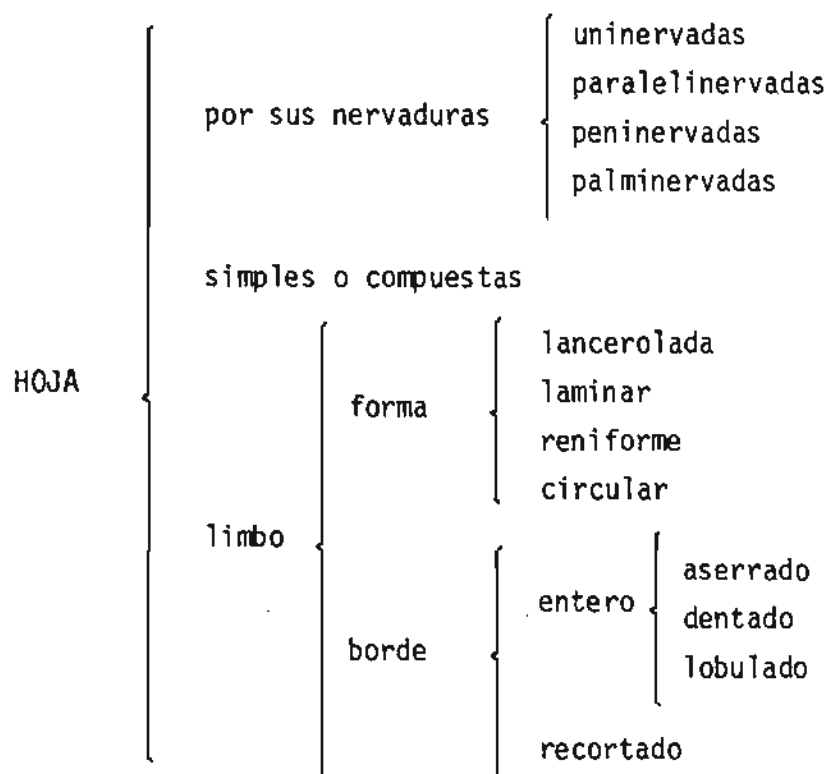 uninervadas
paralelinervadas
por sus nervaduras
peninervadas
palminervadas
simples o compuestas
lancerolada
HOJA
forma
laminar
reniforme
circular
limbo
entero
aserrado
dentado
borde
lobulado
recortado